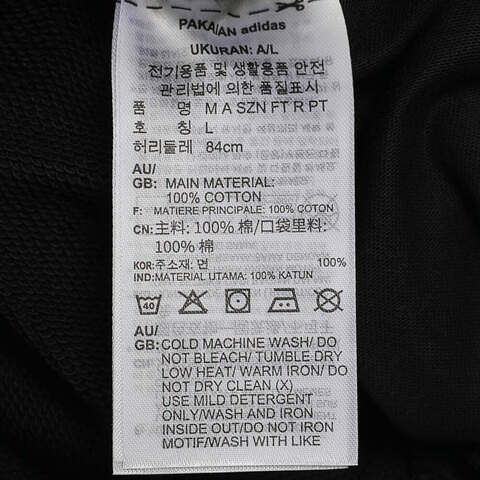 PAKAIAN adidas
UKURAN: A/L
전기용품 및 생활용품 안전
관리법에 의한 품질표시
품 명 M A SZN FT R PT
호 칭 L
허리둘레 84cm
AU/
GB: MAIN MATERIAL:
100% COTTON
F: MATIERE PRINCIPALE: 100% COTON
CN: 主料: 100% 棉/口袋里料:
100% 棉
KOR: 주소재: 면 100%
IND: MATERIAL UTAMA: 100% KATUN
40
AU/
GB: COLD MACHINE WASH/ DO
NOT BLEACH/ TUMBLE DRY
LOW HEAT/ WARM IRON/ DO
NOT DRY CLEAN (X)
USE MILD DETERGENT
ONLY/WASH AND IRON
INSIDE OUT/DO NOT IRON
MOTIF/WASH WITH LIKE